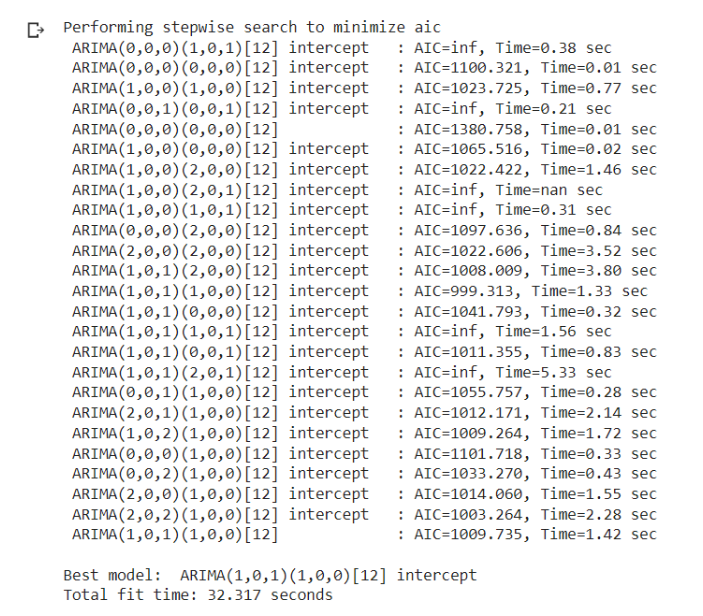 Performing stepwise search to minimize aic
ARIMA(0,0,0)(1,0,1)[12] intercept   : AIC=inf, Time=0.38 sec
ARIMA(0,0,0)(0,0,0)[12] intercept   : AIC=1100.321, Time=0.01 sec
ARIMA(1,0,0)(1,0,0)[12] intercept   : AIC=1023.725, Time=0.77 sec
ARIMA(0,0,1)(0,0,1)[12] intercept   : AIC=inf, Time=0.21 sec
ARIMA(0,0,0)(0,0,0)[12]             : AIC=1380.758, Time=0.01 sec
ARIMA(1,0,0)(0,0,0)[12] intercept   : AIC=1065.516, Time=0.02 sec
ARIMA(1,0,0)(2,0,0)[12] intercept   : AIC=1022.422, Time=1.46 sec
ARIMA(1,0,0)(2,0,1)[12] intercept   : AIC=inf, Time=nan sec
ARIMA(1,0,0)(1,0,1)[12] intercept   : AIC=inf, Time=0.31 sec
ARIMA(0,0,0)(2,0,0)[12] intercept   : AIC=1097.636, Time=0.84 sec
ARIMA(2,0,0)(2,0,0)[12] intercept   : AIC=1022.606, Time=3.52 sec
ARIMA(1,0,1)(2,0,0)[12] intercept   : AIC=1008.009, Time=3.80 sec
ARIMA(1,0,1)(1,0,0)[12] intercept   : AIC=999.313, Time=1.33 sec
ARIMA(1,0,1)(0,0,0)[12] intercept   : AIC=1041.793, Time=0.32 sec
ARIMA(1,0,1)(1,0,1)[12] intercept   : AIC=inf, Time=1.56 sec
ARIMA(1,0,1)(0,0,1)[12] intercept   : AIC=1011.355, Time=0.83 sec
ARIMA(1,0,1)(2,0,1)[12] intercept   : AIC=inf, Time=5.33 sec
ARIMA(0,0,1)(1,0,0)[12] intercept   : AIC=1055.757, Time=0.28 sec
ARIMA(2,0,1)(1,0,0)[12] intercept   : AIC=1012.171, Time=2.14 sec
ARIMA(1,0,2)(1,0,0)[12] intercept   : AIC=1009.264, Time=1.72 sec
ARIMA(0,0,0)(1,0,0)[12] intercept   : AIC=1101.718, Time=0.33 sec
ARIMA(0,0,2)(1,0,0)[12] intercept   : AIC=1033.270, Time=0.43 sec
ARIMA(2,0,0)(1,0,0)[12] intercept   : AIC=1014.060, Time=1.55 sec
ARIMA(2,0,2)(1,0,0)[12] intercept   : AIC=1003.264, Time=2.28 sec
ARIMA(1,0,1)(1,0,0)[12]             : AIC=1009.735, Time=1.42 sec
Best model:  ARIMA(1,0,1)(1,0,0)[12] intercept
Total fit time: 32.317 seconds